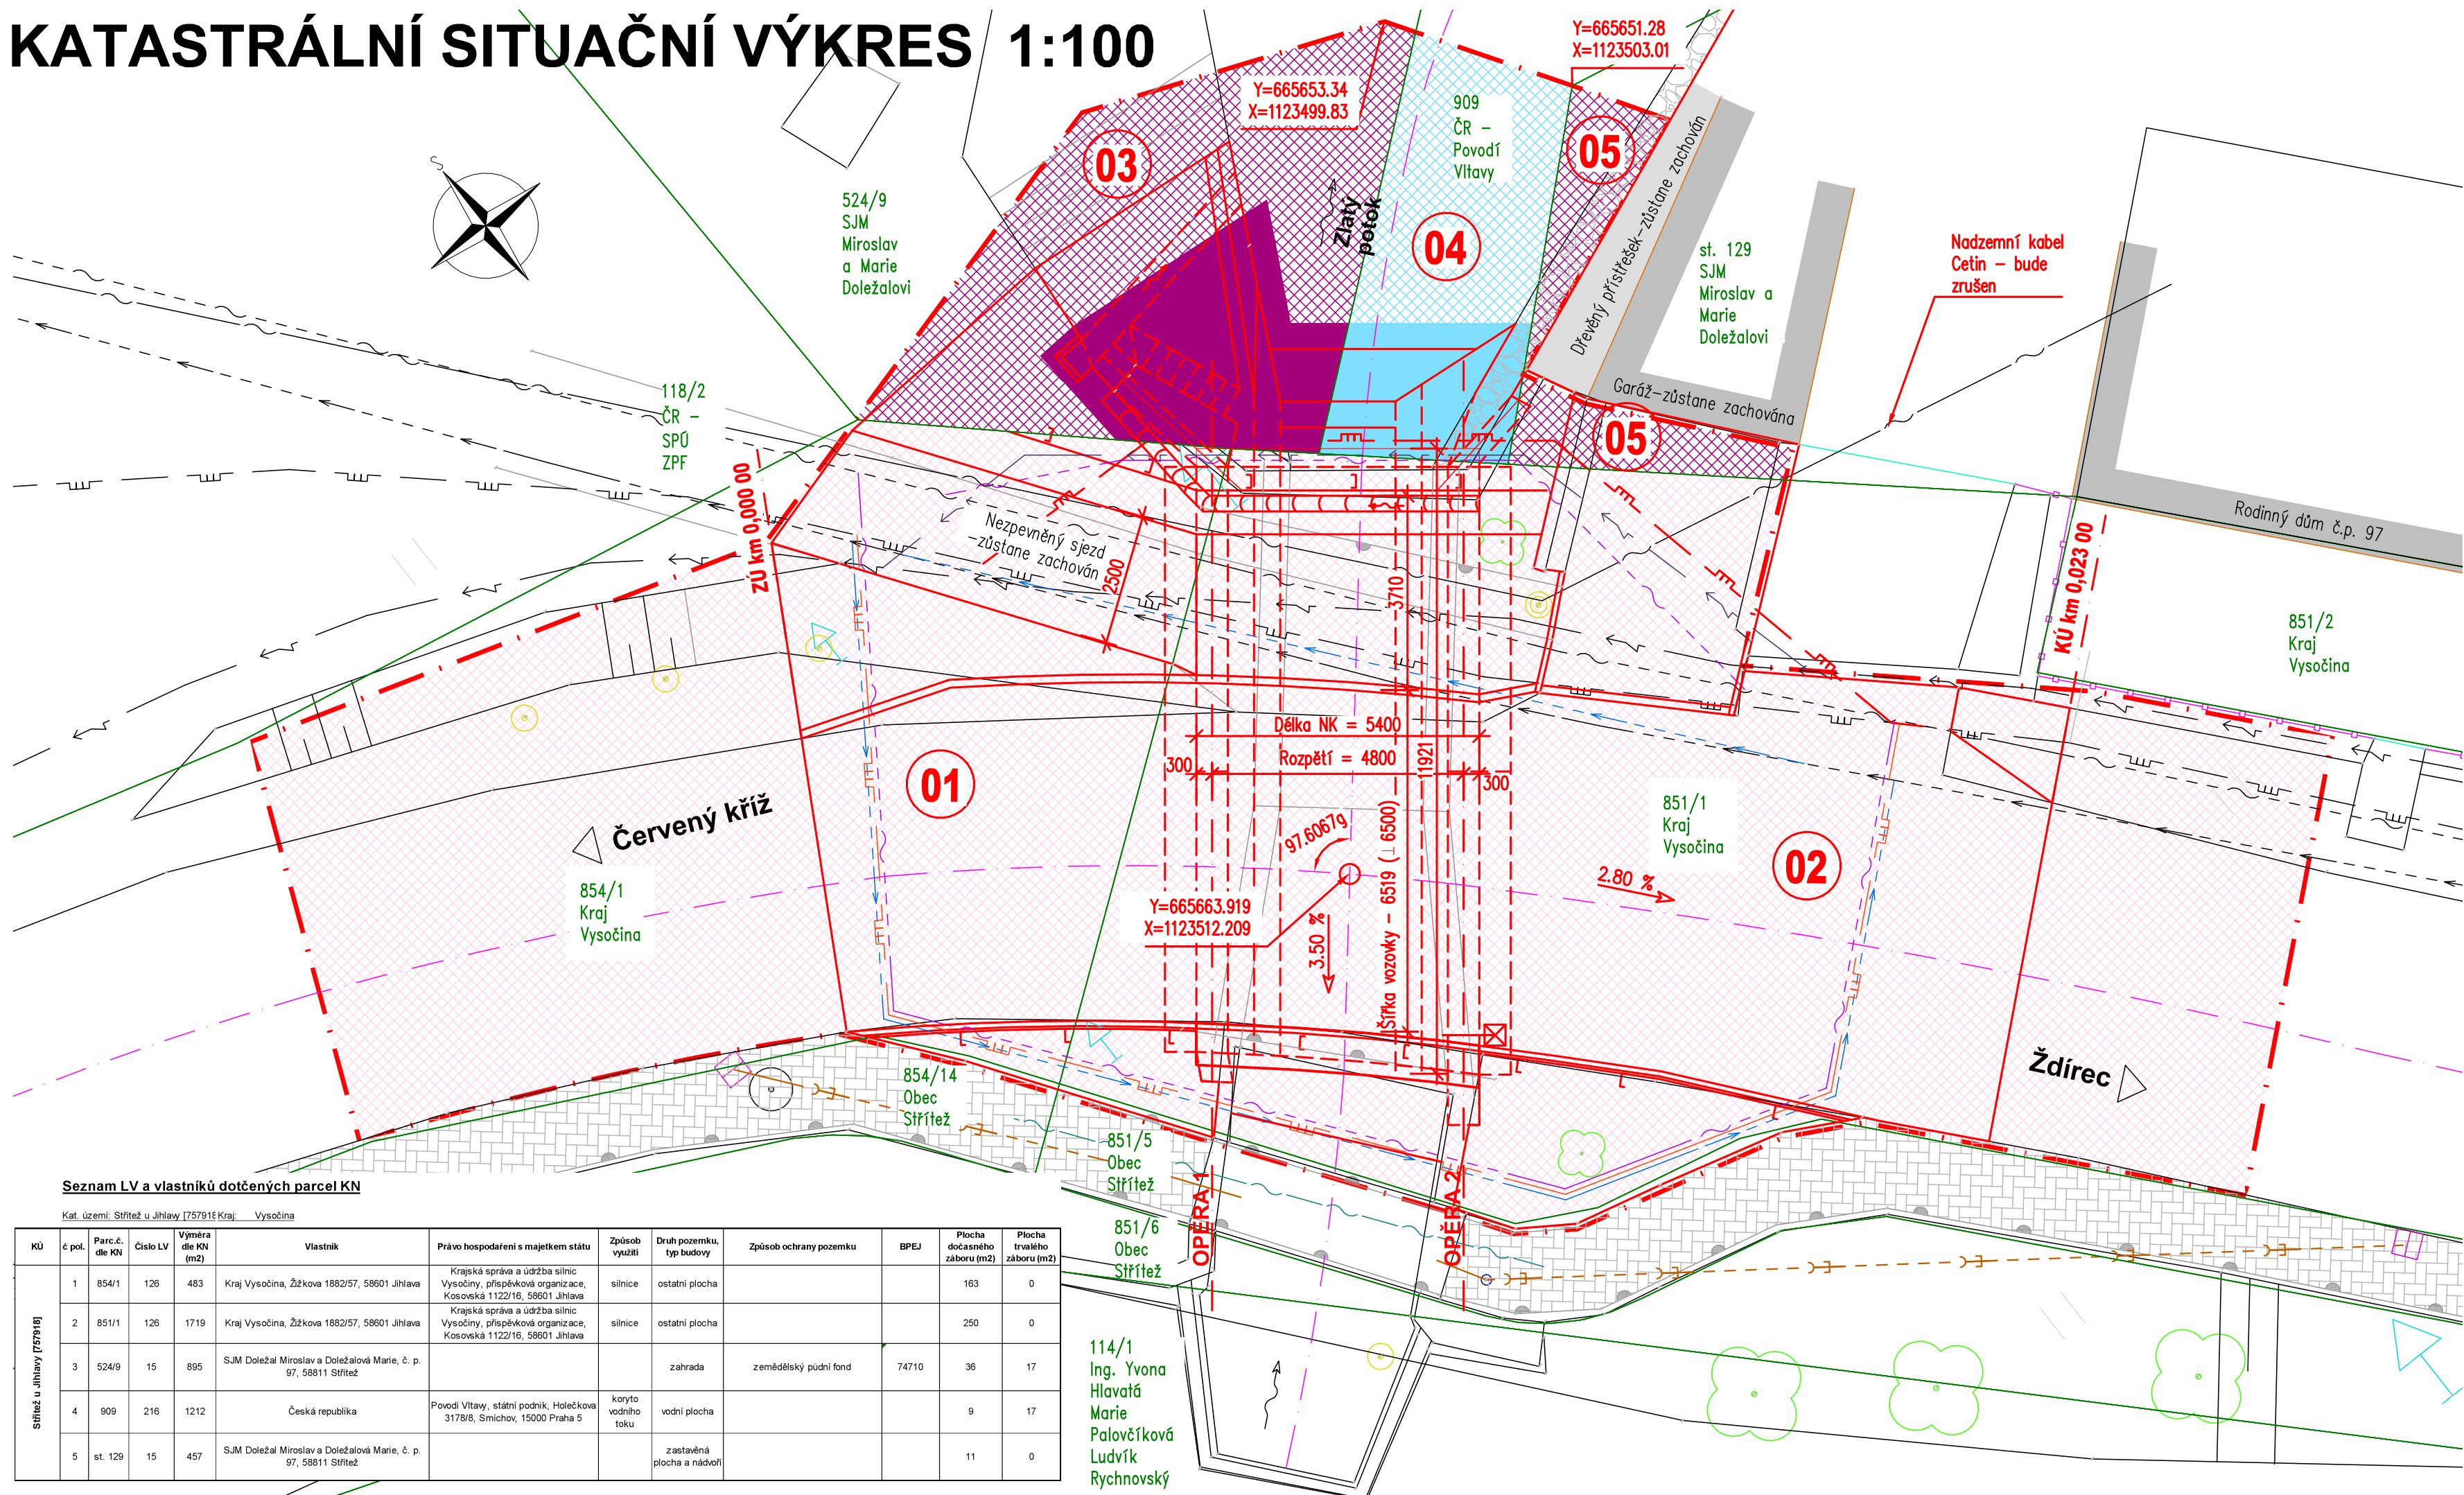 KATASTRÁLNÍ SITUAČNÍ VÝKRES 1:100
Y=665651.28
X=1123503.01
Y=665653.34
X=1123499.83
909
ČR –
Povodí
Vltavy
03
05
04
S
524/9
SJM
Miroslav
a Marie
Doležalovi
Zlatý
potok
Dřevěný přístřešek–zůstane zachován
st. 129
SJM
Miroslav a
Marie
Doležalovi
Nadzemní kabel
Cetin – bude
zrušen
118/2
ČR –
SPÚ
ZPF
Garáž–zůstane zachována
05
ZÚ km 0,000 00
Nezpevněný sjezd
–zůstane zachován
2500
3710
Rodinný dům č.p. 97
KÚ km 0,023 00
851/2
Kraj
Vysočina
Délka NK = 5400
Rozpětí = 4800
300
300
11921
01
Červený kříž
854/1
Kraj
Vysočina
97.6067g
Y=665663.919
X=1123512.209
3.50 %
Šířka vozovky – 6519 (⊥6500)
2.80 %
851/1
Kraj
Vysočina
02
Ždírec
854/14
Obec
Střítež
851/5
Obec
Střítež
851/6
Obec
Střítež
OPĚRA 1
OPĚRA 2
114/1
Ing. Yvona
Hlavatá
Marie
Palovčíková
Ludvík
Rychnovský
Seznam LV a vlastníků dotčených parcel KN
Kat. území: Střítež u Jihlavy [757918 Kraj: Vysočina
KÚ | č pol. | Parc.č. dle KN | Číslo LV | Výměra dle KN (m2) | Vlastník | Právo hospodaření s majetkem státu | Způsob využití | Druh pozemku, typ budovy | Způsob ochrany pozemku | BPEJ | Plocha dočasného záboru (m2) | Plocha trvalého záboru (m2)
Střítež u Jihlavy [757918]
1 | 854/1 | 126 | 483 | Kraj Vysočina, Žižkova 1882/57, 58601 Jihlava | Krajská správa a údržba silnic Vysočiny, příspěvková organizace, Kosovská 1122/16, 58601 Jihlava | silnice | ostatní plocha | 163 | 0
2 | 851/1 | 126 | 1719 | Kraj Vysočina, Žižkova 1882/57, 58601 Jihlava | Krajská správa a údržba silnic Vysočiny, příspěvková organizace, Kosovská 1122/16, 58601 Jihlava | silnice | ostatní plocha | 250 | 0
3 | 524/9 | 15 | 895 | SJM Doležal Miroslav a Doležalová Marie, č. p. 97, 58811 Střítež | zahrada | zemědělský půdní fond | 74710 | 36 | 17
4 | 909 | 216 | 1212 | Česká republika | Povodí Vltavy, státní podnik, Holečkova 3178/8, Smíchov, 15000 Praha 5 | koryto vodního toku | vodní plocha | 9 | 17
5 | st. 129 | 15 | 457 | SJM Doležal Miroslav a Doležalová Marie, č. p. 97, 58811 Střítež | zastavěná plocha a nádvoří | 11 | 0